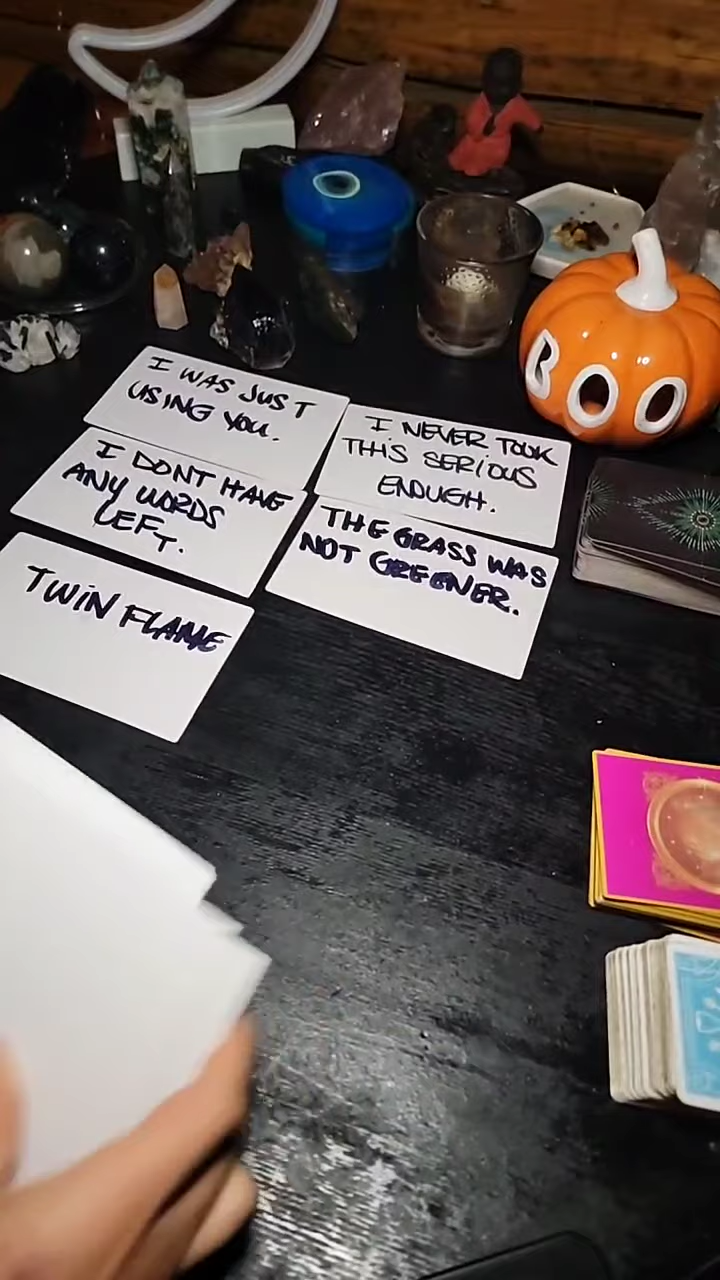 I WAS JUST
USING YOU.
I NEVER TOOK
THIS SERIOUS
ENOUGH.
I DONT HAVE
ANY WORDS
LEFT.
THE GRASS WAS
NOT GREENER.
TWIN FLAME
BOO